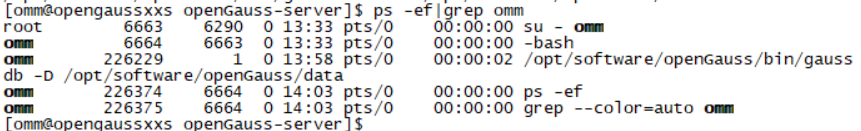 [omm@opengaussxxs openGauss-server]$ ps -ef|grep omm
root        6663    6290  0 13:33 pts/0    00:00:00 su - omm
omm         6664    6663  0 13:33 pts/0    00:00:00 -bash
omm       226229       1  0 13:58 pts/0    00:00:02 /opt/software/openGauss/bin/gauss
db -D /opt/software/openGauss/data
omm       226374    6664  0 14:03 pts/0    00:00:00 ps -ef
omm       226375    6664  0 14:03 pts/0    00:00:00 grep --color=auto omm
[omm@opengaussxxs openGauss-server]$